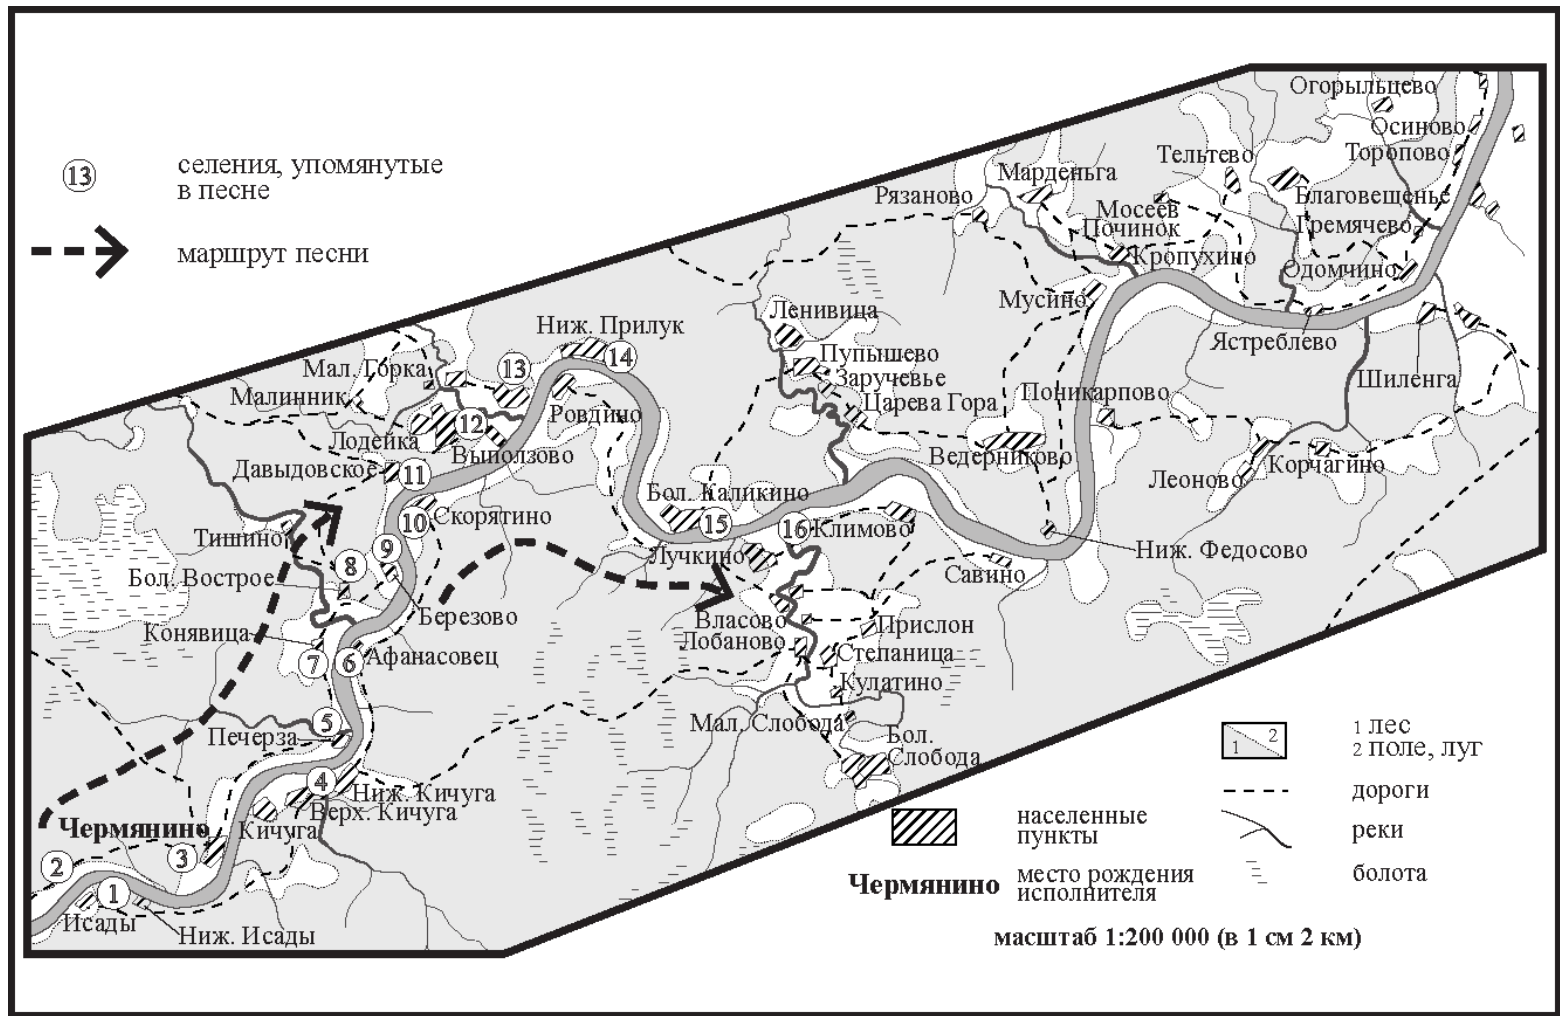 Огорыльцево
Осиново
Торопово
Тельтево
Марденьга
Рязаново
Благовещенье
Гремячево
Мосеев
Починок
Кропухино
Одомчино
Мусино
Ястреблево
Шиленга
13
селения, упомянутые
в песне
маршрут песни
Ленивица
Пупышево
Заручевье
Царева Гора
Поникарпово
Ведерниково
Леоново
Корчагино
Ниж. Прилук
13
14
Мал. Горка
Малинник
Ровдино
12
Лодейка
Выползово
Давыдовское
11
Бол. Каликино
15
16
Климово
10
Скорятино
Тишино
9
Лучкино
Савино
Ниж. Федосово
8
Бол. Вострое
Березово
Власово
Прислон
Конявица
7
6
Афанасовец
Лобаново
Степаница
Кулатино
5
Печерза
Мал. Слобода
Бол.
Слобода
4
Ниж. Кичуга
Верх. Кичуга
Кичуга
Чермянино
3
2
1
Исады
Ниж. Исады
1
2
1 лес
2 поле, луг
дороги
населенные
пункты
реки
Чермянино
место рождения
исполнителя
болота
масштаб 1:200 000 (в 1 см 2 км)